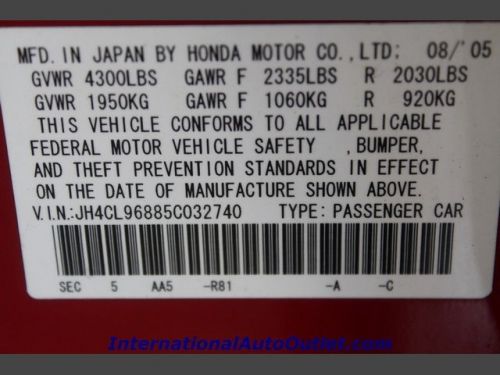 MFD. IN JAPAN BY HONDA MOTOR CO., LTD: 08/'05
GVWR 4300LBS GAWR F 2335LBS R 2030LBS
GVWR 1950KG GAWR F 1060KG R 920KG
THIS VEHICLE CONFORMS TO ALL APPLICABLE
FEDERAL MOTOR VEHICLE SAFETY ,BUMPER,
AND THEFT PREVENTION STANDARDS IN EFFECT
ON THE DATE OF MANUFACTURE SHOWN ABOVE.
V.I.N:JH4CL96885C032740 TYPE: PASSENGER CAR
SEC 5 AA5 -R81 -A -C
InternationalAutoOutlet.com